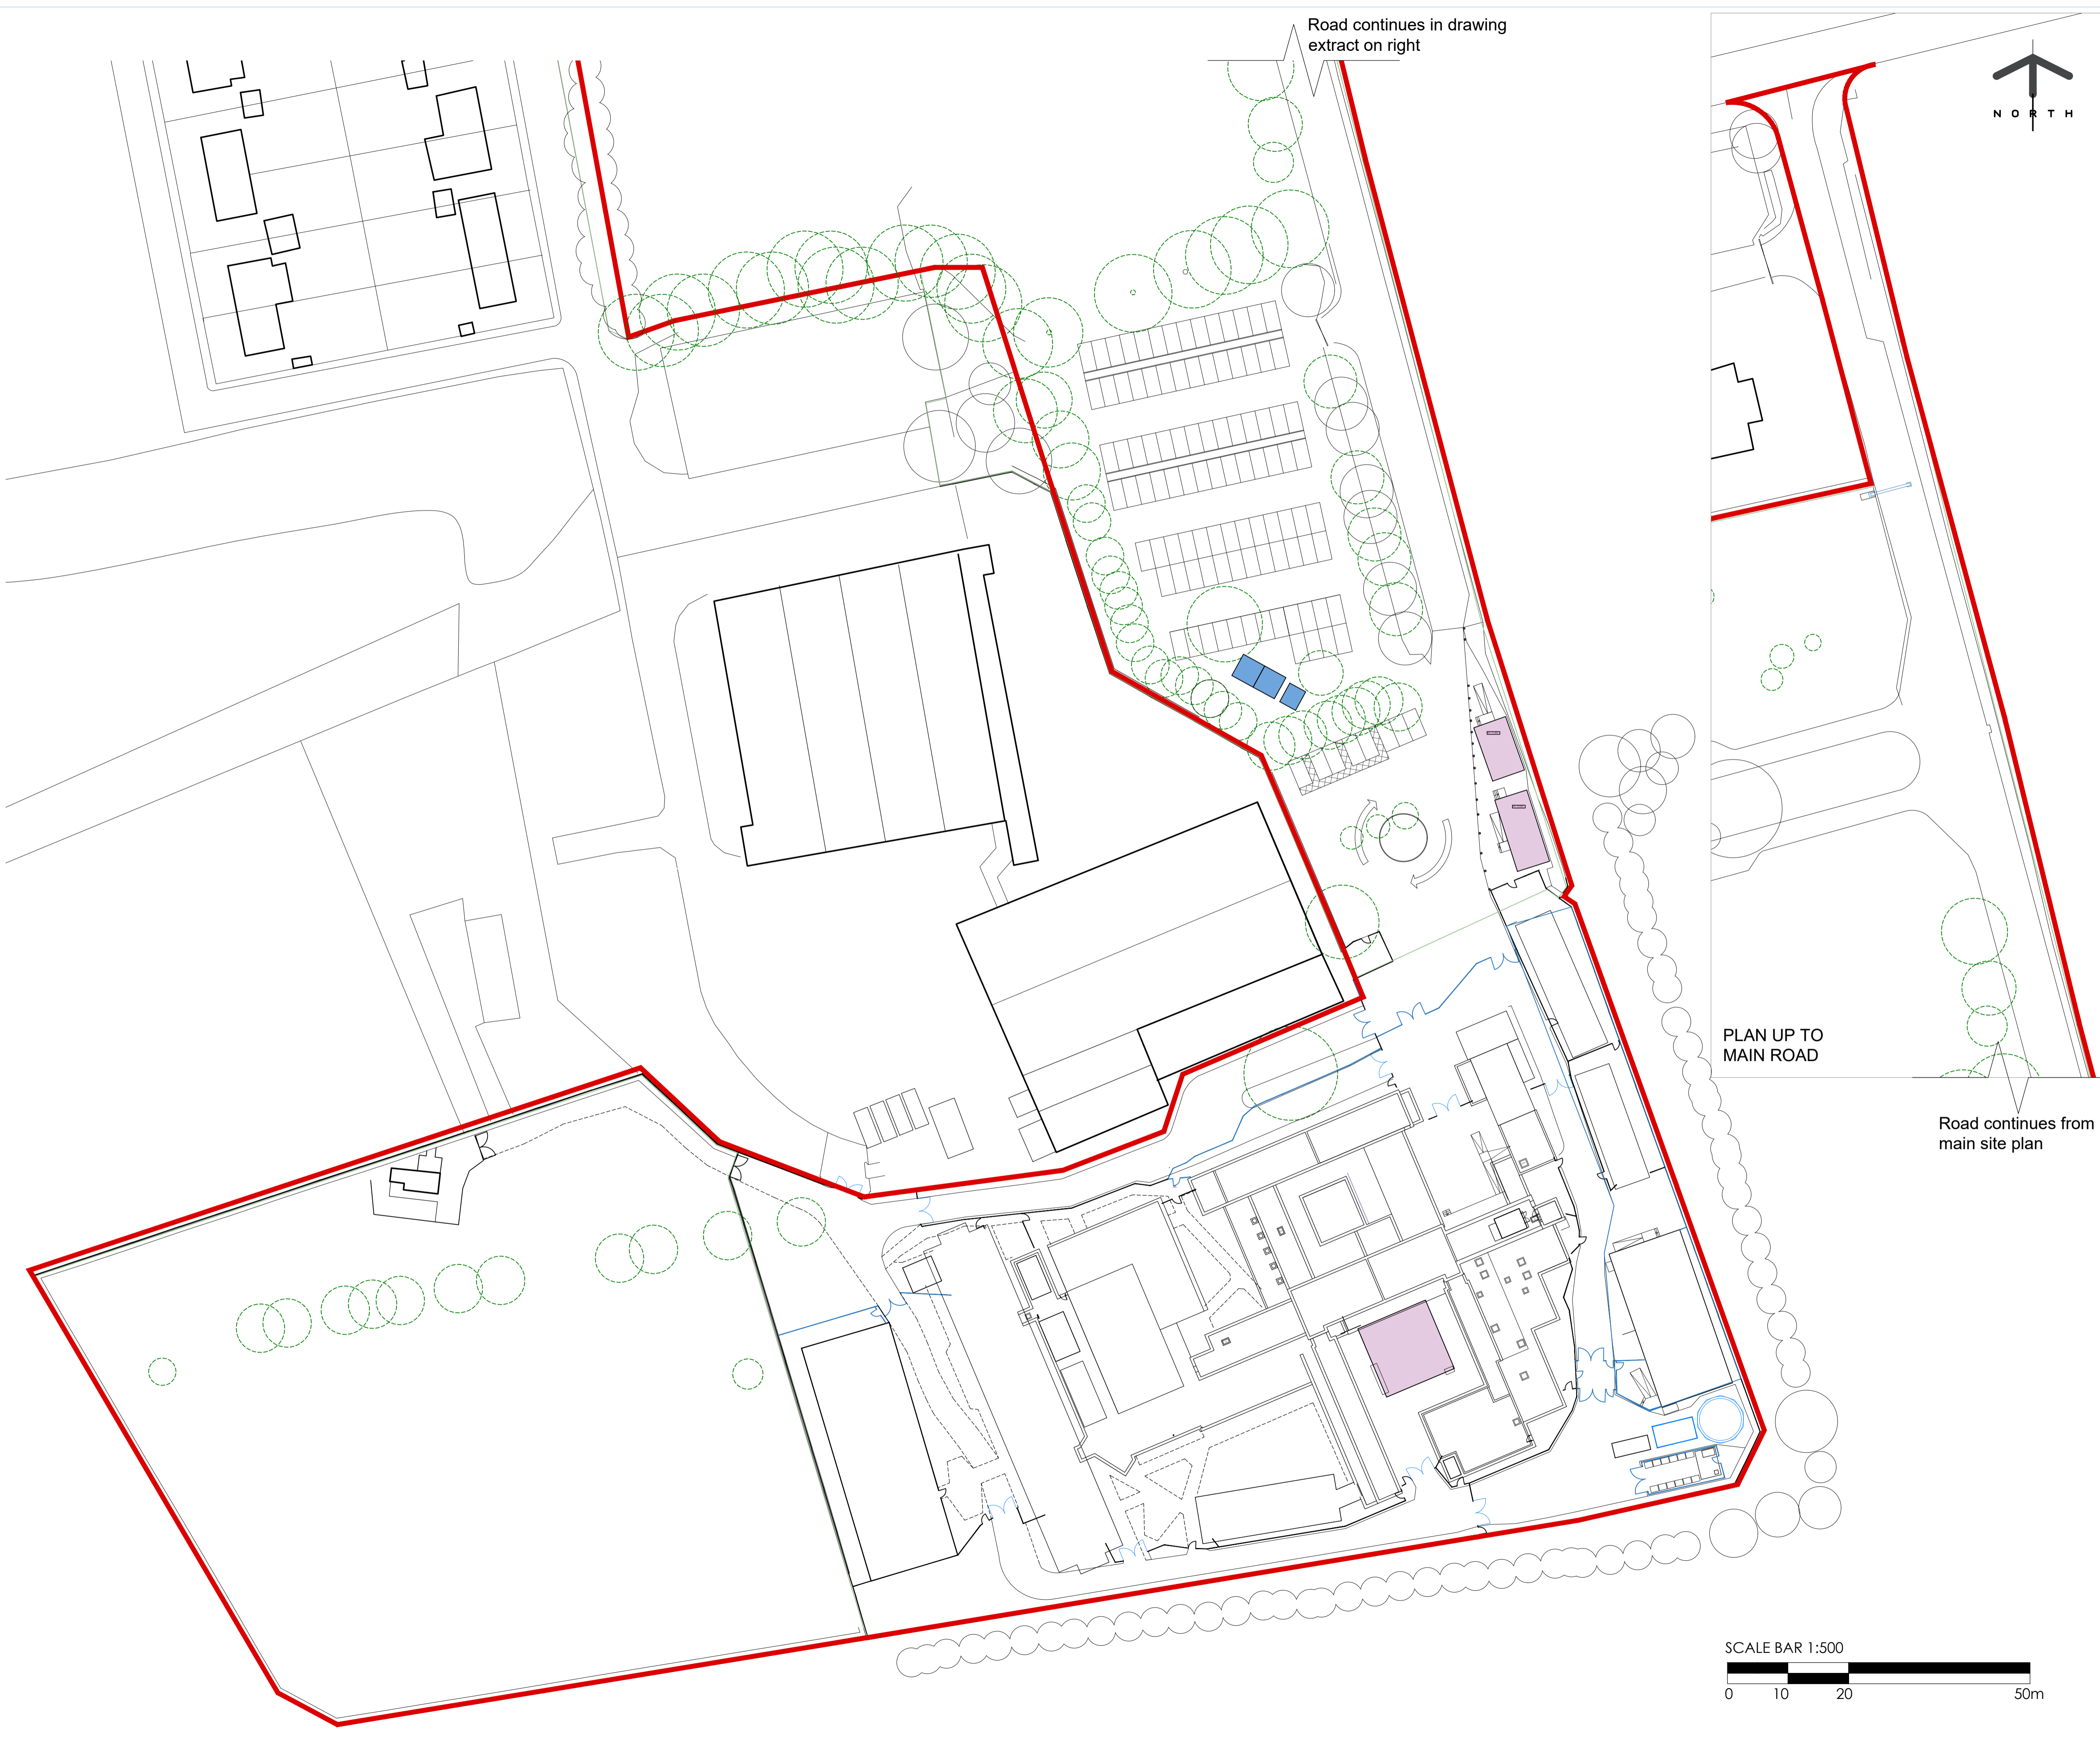 Road continues in drawing
extract on right
NORTH
PLAN UP TO
MAIN ROAD
Road continues from
main site plan
SCALE BAR 1:500
0 10 20 50m